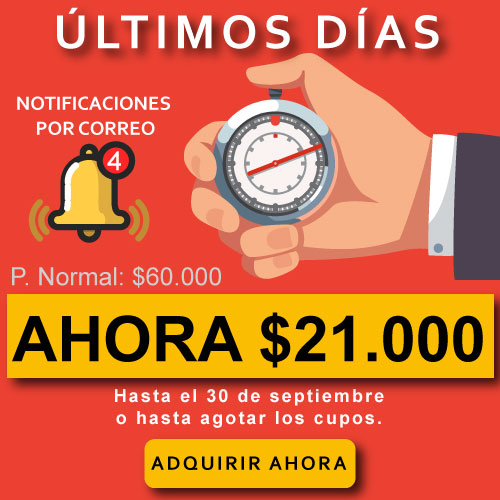 ÚLTIMOS DÍAS
NOTIFICACIONES
POR CORREO
4
P. Normal: $60.000
AHORA $21.000
Hasta el 30 de septiembre
o hasta agotar los cupos.
ADQUIRIR AHORA